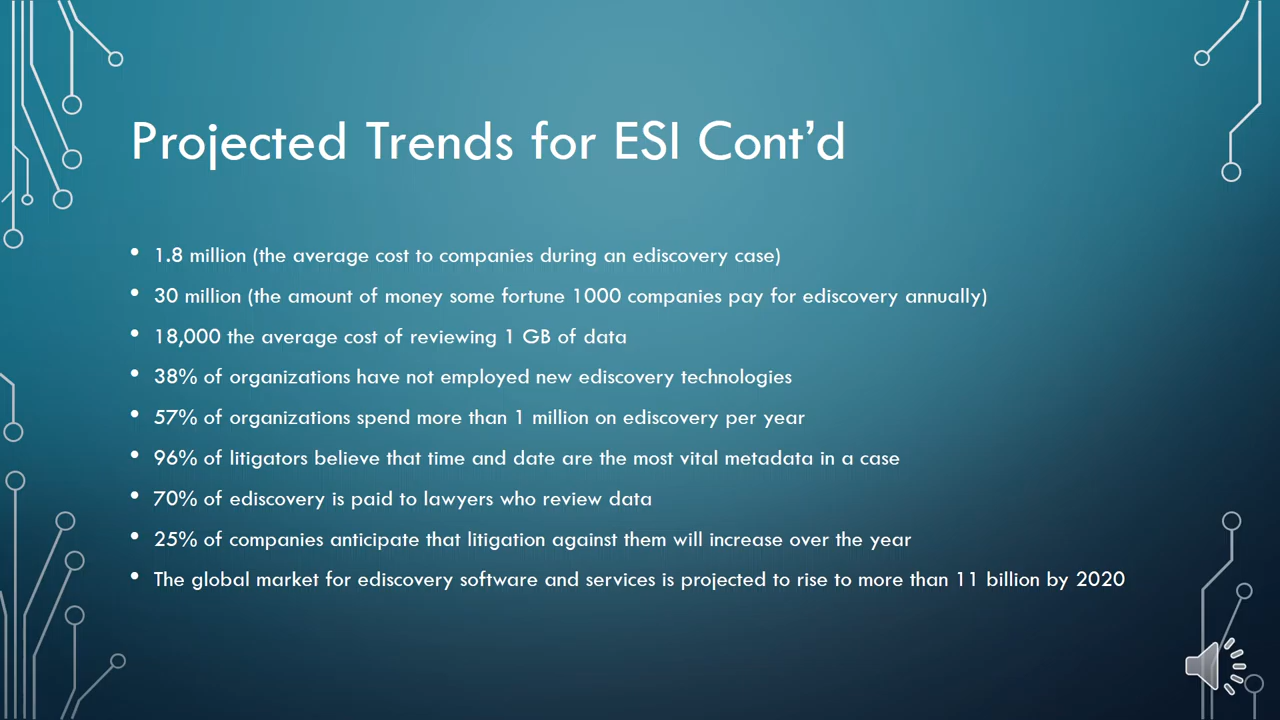 Projected Trends for ESI Cont’d
• 1.8 million (the average cost to companies during an ediscovery case)
• 30 million (the amount of money some fortune 1000 companies pay for ediscovery annually)
• 18,000 the average cost of reviewing 1 GB of data
• 38% of organizations have not employed new ediscovery technologies
• 57% of organizations spend more than 1 million on ediscovery per year
• 96% of litigators believe that time and date are the most vital metadata in a case
• 70% of ediscovery is paid to lawyers who review data
• 25% of companies anticipate that litigation against them will increase over the year
• The global market for ediscovery software and services is projected to rise to more than 11 billion by 2020